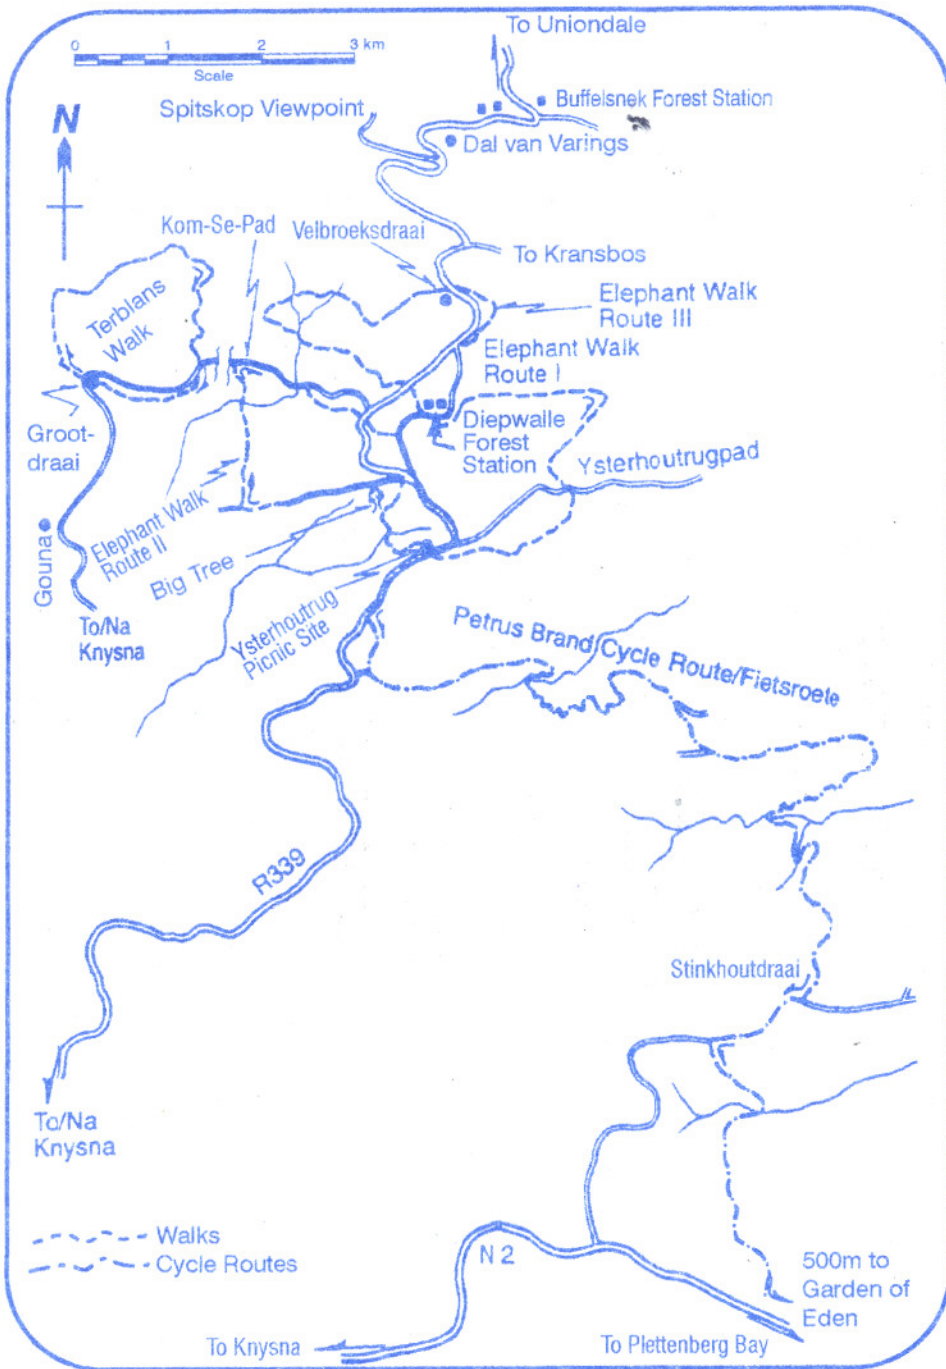 To Uniondale
0 1 2 3 km
Scale
Buffelsnek Forest Station
Spitskop Viewpoint
N
Dal van Varings
Kom-Se-Pad
Velbroeksdraai
To Kransbos
Elephant Walk
Route III
Terblans
Walk
Elephant Walk
Route I
Groot-
draai
Diepwalle
Forest
Station
Ysterhoutrugpad
Elephant Walk
Route II
Gouna
Big Tree
To/Na
Knysna
Ysterhoutrug
Picnic Site
Petrus Brand Cycle Route/Fietsroete
R339
Stinkhoutdraai
To/Na
Knysna
Walks
Cycle Routes
N 2
500m to
Garden of
Eden
To Knysna
To Plettenberg Bay